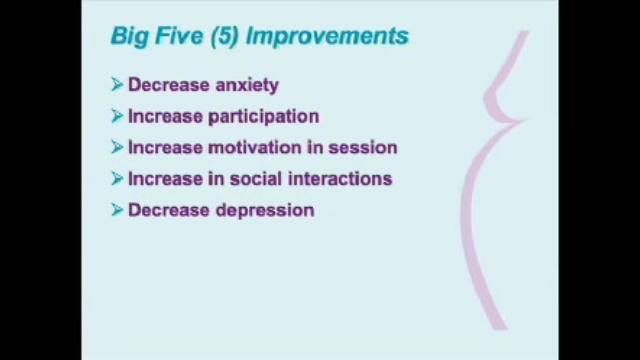 Big Five (5) Improvements
Decrease anxiety
Increase participation
Increase motivation in session
Increase in social interactions
Decrease depression